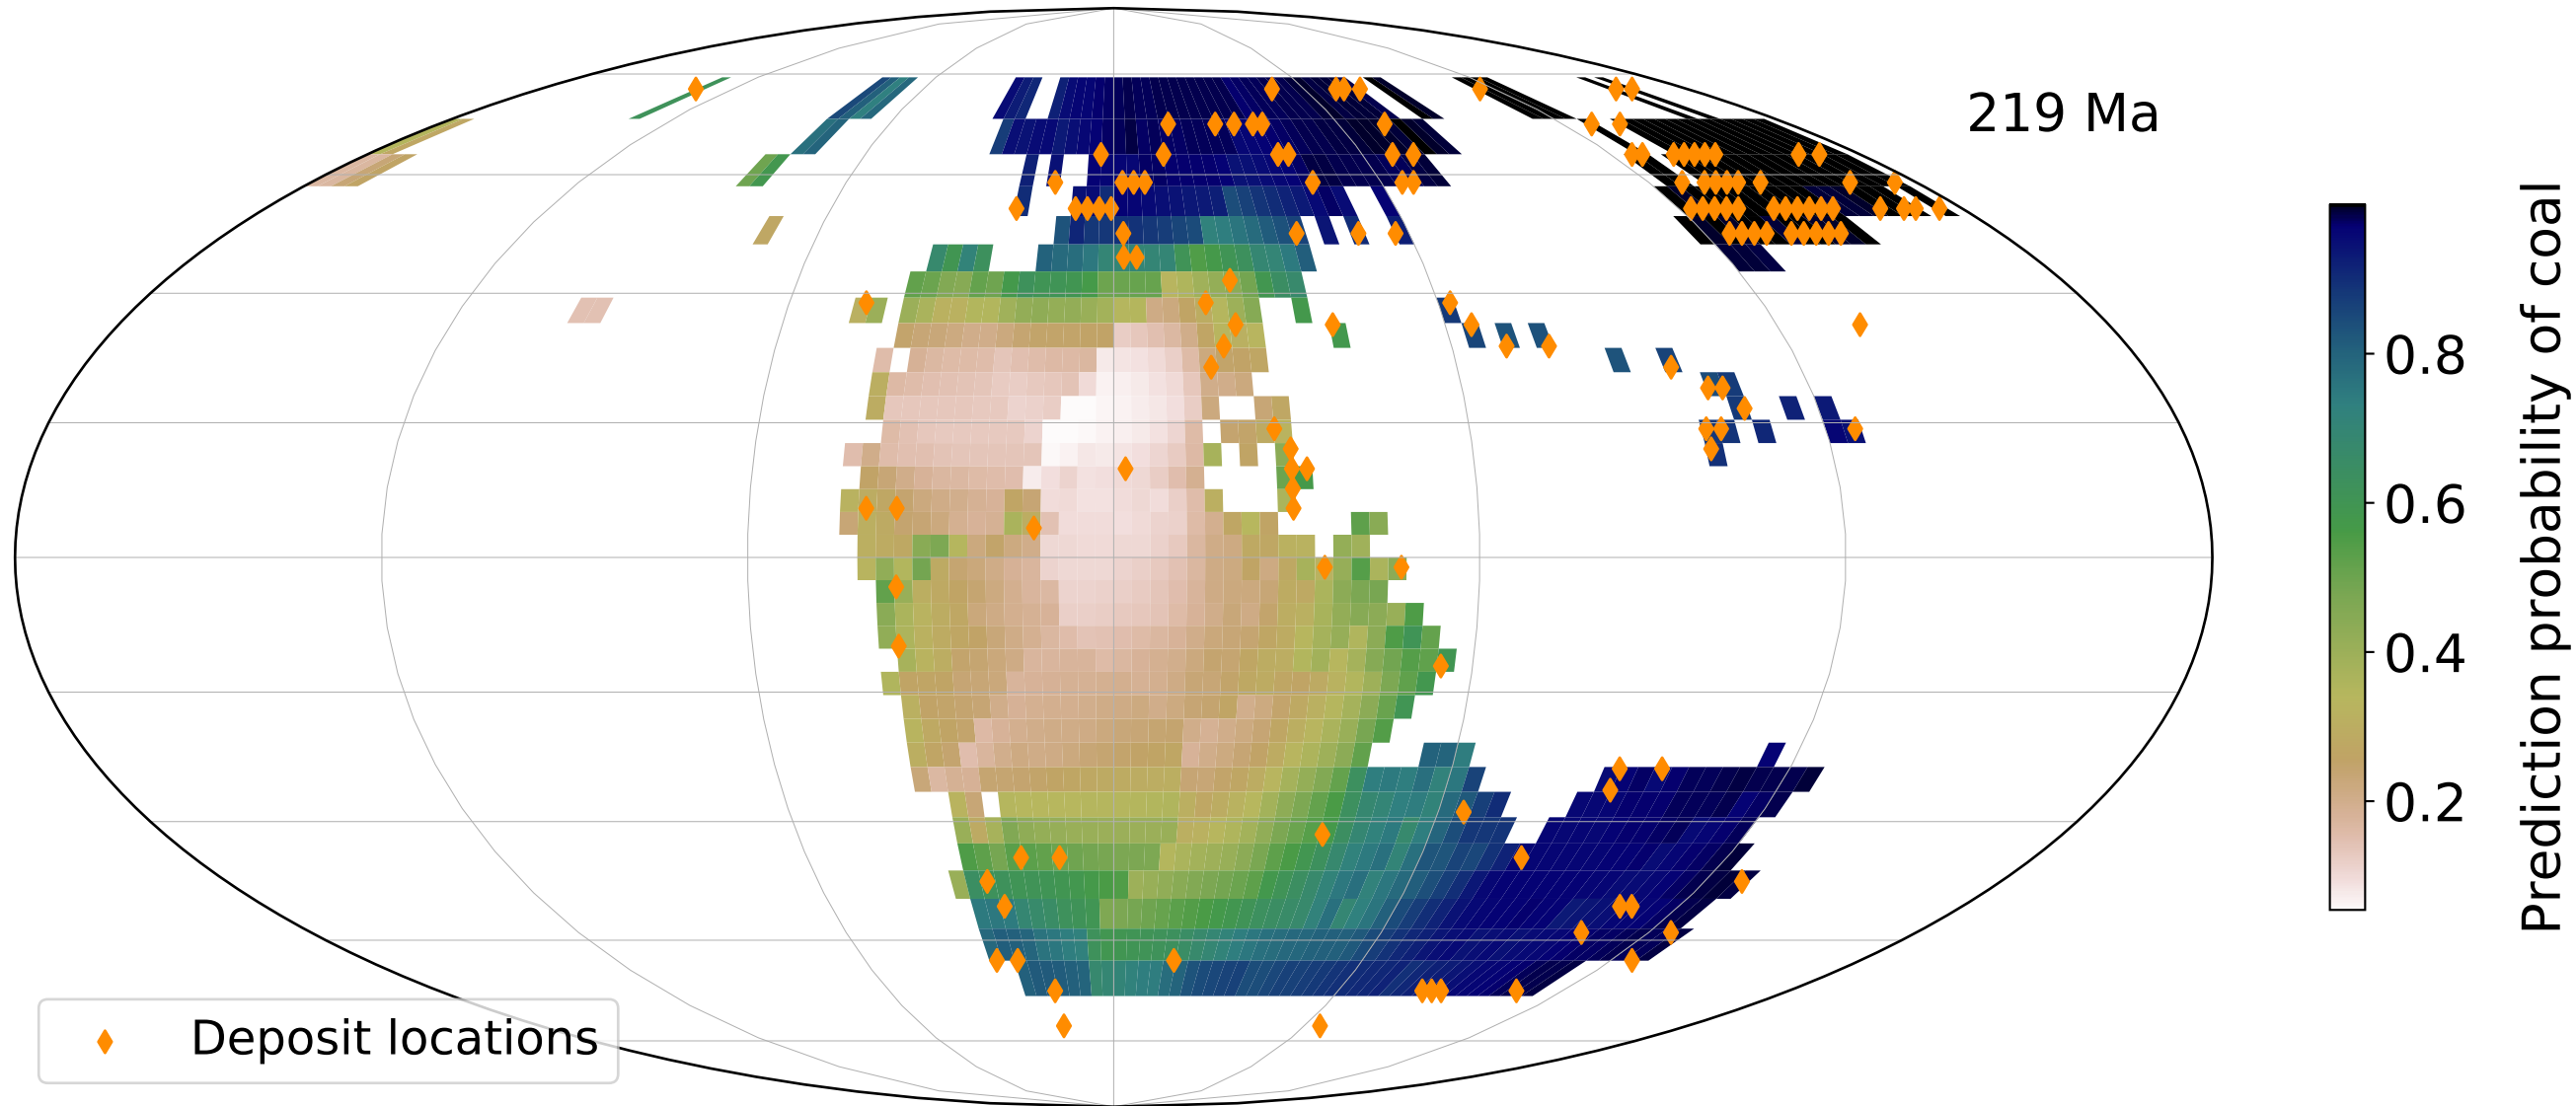 219 Ma
0.8
0.6
0.4
0.2
Prediction probability of coal
Deposit locations